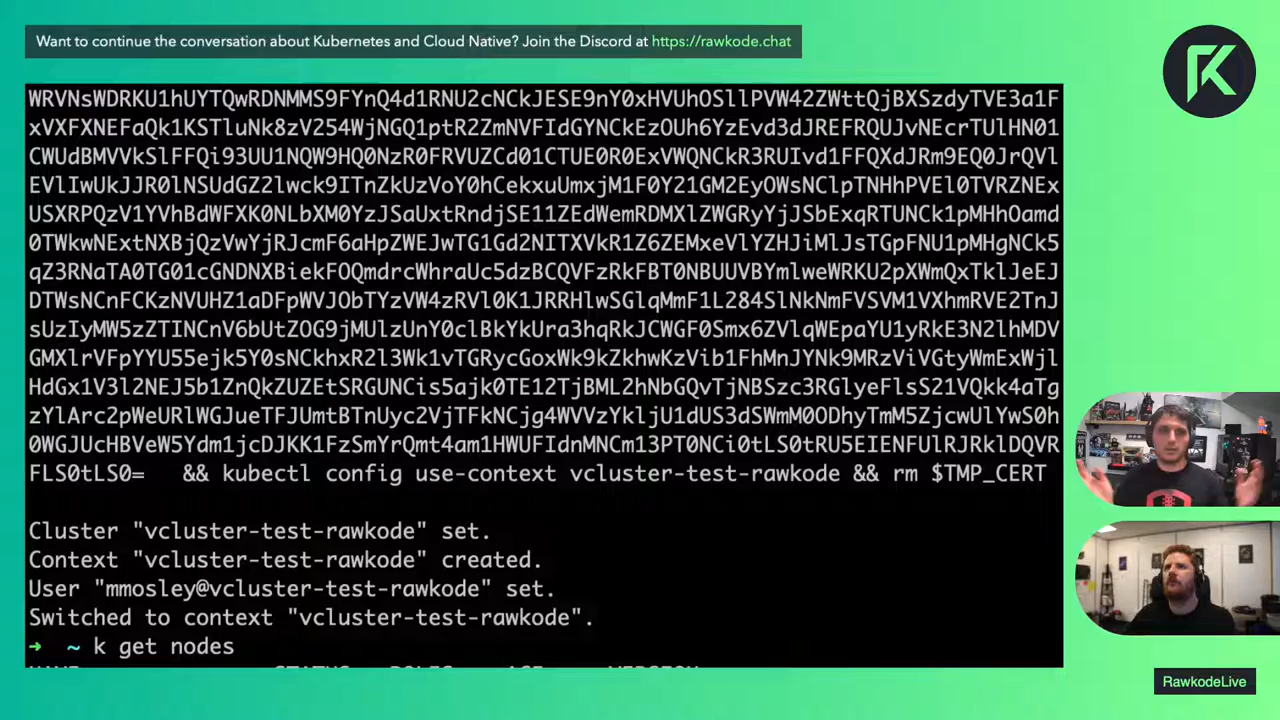 Want to continue the conversation about Kubernetes and Cloud Native? Join the Discord at https://rawkode.chat
WRVNsWDRKU1hUYTQwRDNMMS9FYnQ4d1RNU2cNCkJESE9nY0xHVUhOSllPVW42ZWttQjBXSzdyTVE3a1F
xVXFXNEFaQk1KSTluNk8zV254WjNGQ1ptR2ZmNVFIdGYNCkEzOUh6YzEvd3dJREFRQUJvNEcrTUlHN01
CWUdBMVVkSlFFQi93UU1NQW9HQ0NzR0FRVUZCd01CTUE0R0ExVWQNCkR3RUIvd1FFQXdJRm9EQ0JrQVl
EVlIwUkJJR0lNSUdGZ2lwck9ITnZkUzVoY0hCekxuUmxjM1F0Y21GM2EyOWsNClpTNHhPVEl0TVRZNEx
USXRPQzV1YVhBdWFXK0NLbXM0YzJSaUxtRndjSE11ZEdWemRDMXlZWGRyYjJSbExqRTUNCk1pMHhOamd
0TWkwNExtNXBjQzVwYjRJcmF6aHpZWEJwTG1Gd2NITXVkR1Z6ZEMxeVlYZHJiMlJsTGpFNU1pMHgNCk5
qZ3RNaTA0TG01cGNDNXBiekFOQmdrcWhraUc5dzBCQVFzRkFBT0NBUUVBYmlweWRKU2pXWmQxTklJeEJ
DTWsNCnFCKzNVUHZ1aDFpWVJObTYzVW4zRVl0K1JRRHlwSGlqMmF1L284SlNkNmFVSVM1VXhmRVE2TnJ
sUzIyMW5zZTINCnV6bUtZOG9jMUlzUnY0clBkYkUra3hqRkJCWGF0Smx6ZVlqWEpaYU1yRkE3N2lhMDV
GMXlrVFpYYU55ejk5Y0sNCkhxR2l3Wk1vTGRycGoxWk9kZkhwKzVib1FhMnJYNk9MRzViVGtyWmExWjl
HdGx1V3l2NEJ5b1ZnQkZUZEtSRGUNCis5ajk0TE12TjBML2hNbGQvTjNBSzc3RGlyeFlsS21VQkk4aTg
zYlArc2pWeURlWGJueTFJUmtBTnUyc2VjTFkNCjg4WVVzYkljU1dUS3dSWmM0ODhyTmM5ZjcwUlYwS0h
0WGJUcHBVeW5Ydm1jcDJKK1FzSmYrQmt4am1HWUFIdnMNCm13PT0NCi0tLS0tRU5EIENFUlRJRklDQVR
FLS0tLS0= && kubectl config use-context vcluster-test-rawkode && rm $TMP_CERT
Cluster "vcluster-test-rawkode" set.
Context "vcluster-test-rawkode" created.
User "mmosley@vcluster-test-rawkode" set.
Switched to context "vcluster-test-rawkode".
➜ ~ k get nodes
RawkodeLive